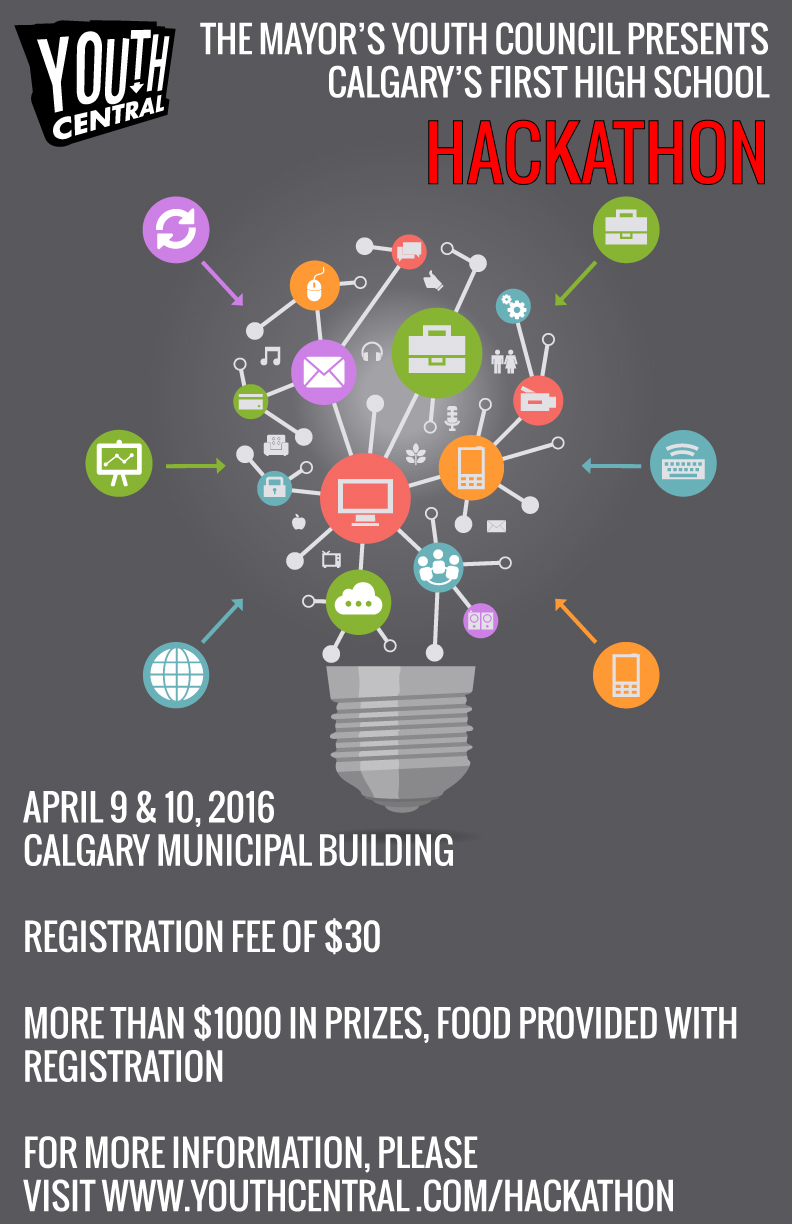 YOUTH
CENTRAL
THE MAYOR'S YOUTH COUNCIL PRESENTS
CALGARY'S FIRST HIGH SCHOOL
HACKATHON
APRIL 9 & 10, 2016
CALGARY MUNICIPAL BUILDING
REGISTRATION FEE OF $30
MORE THAN $1000 IN PRIZES, FOOD PROVIDED WITH
REGISTRATION
FOR MORE INFORMATION, PLEASE
VISIT WWW.YOUTHCENTRAL .COM/HACKATHON